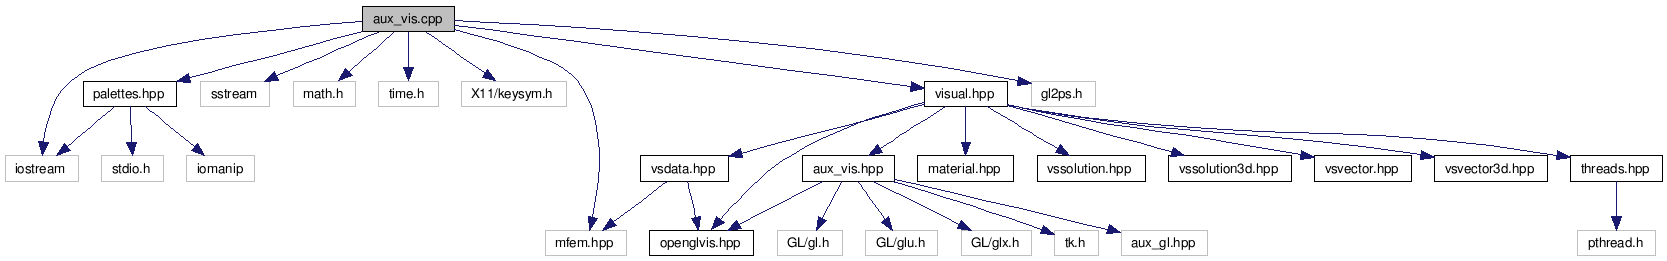 aux_vis.cpp
palettes.hpp
sstream
math.h
time.h
X11/keysym.h
visual.hpp
gl2ps.h
iostream
stdio.h
iomanip
vsdata.hpp
aux_vis.hpp
material.hpp
vssolution.hpp
vssolution3d.hpp
vsvector.hpp
vsvector3d.hpp
threads.hpp
mfem.hpp
openglvis.hpp
GL/gl.h
GL/glu.h
GL/glx.h
tk.h
aux_gl.hpp
pthread.h